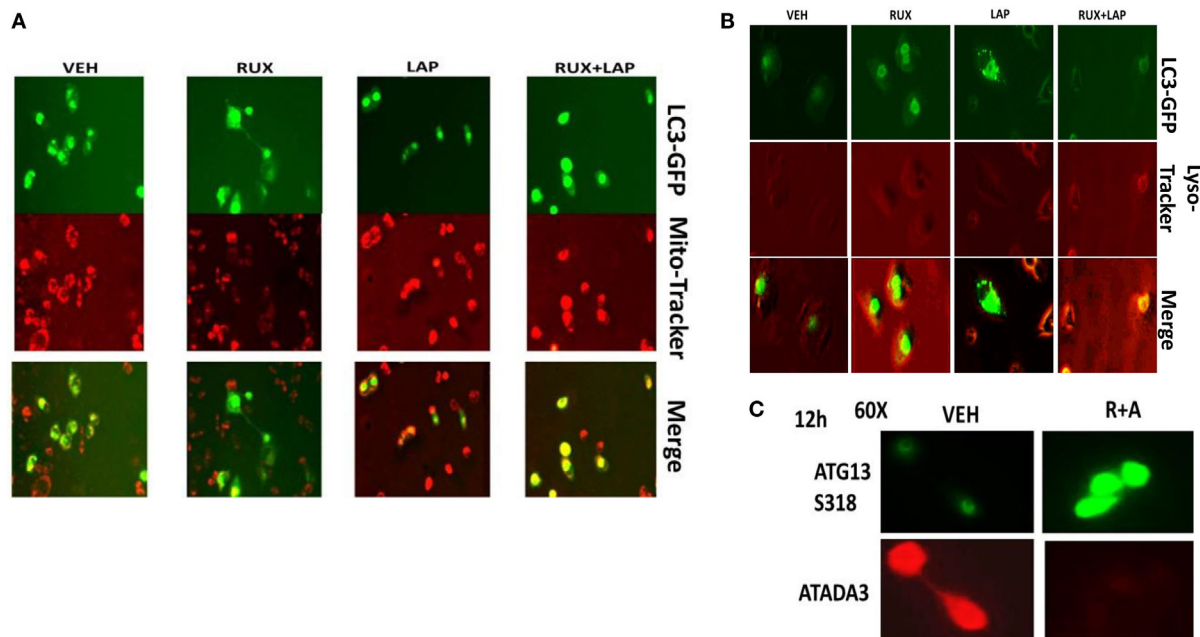 A
VEH RUX LAP RUX+LAP
LC3-GFP
Mito-Tracker
Merge
B
VEH RUX LAP RUX+LAP
LC3-GFP
Lyso-
Tracker
Merge
C
12h 60X VEH R+A
ATG13
S318
ATADA3